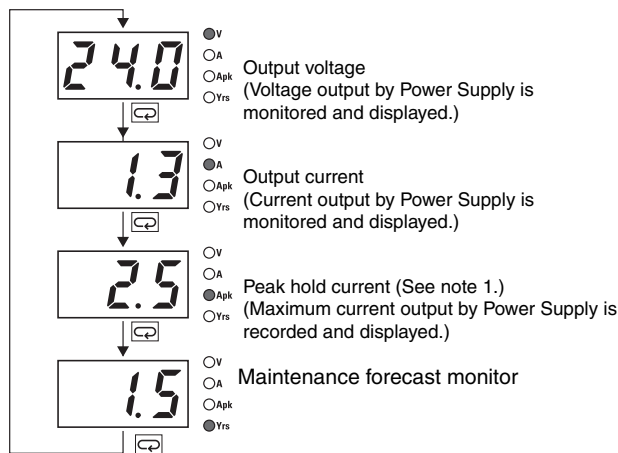 24.0
V
A
Apk
Yrs
Output voltage
(Voltage output by Power Supply is
monitored and displayed.)
1.3
V
A
Apk
Yrs
Output current
(Current output by Power Supply is
monitored and displayed.)
2.5
V
A
Apk
Yrs
Peak hold current (See note 1.)
(Maximum current output by Power Supply is
recorded and displayed.)
1.5
V
A
Apk
Yrs
Maintenance forecast monitor